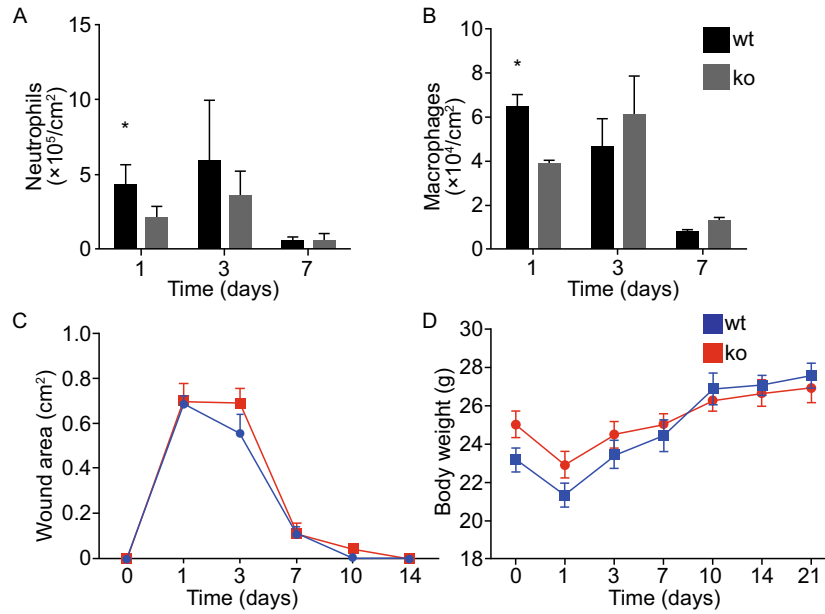 A
Neutrophils
(×10⁵/cm²)
15
10
5
0
*
1
3
7
Time (days)
B
Macrophages
(×10⁴/cm²)
10
8
6
4
2
0
*
1
3
7
Time (days)
wt
ko
C
Wound area (cm²)
1.0
0.8
0.6
0.4
0.2
0
0
1
3
7
10
14
Time (days)
D
Body weight (g)
30
28
26
24
22
20
18
0
1
3
7
10
14
21
Time (days)
wt
ko